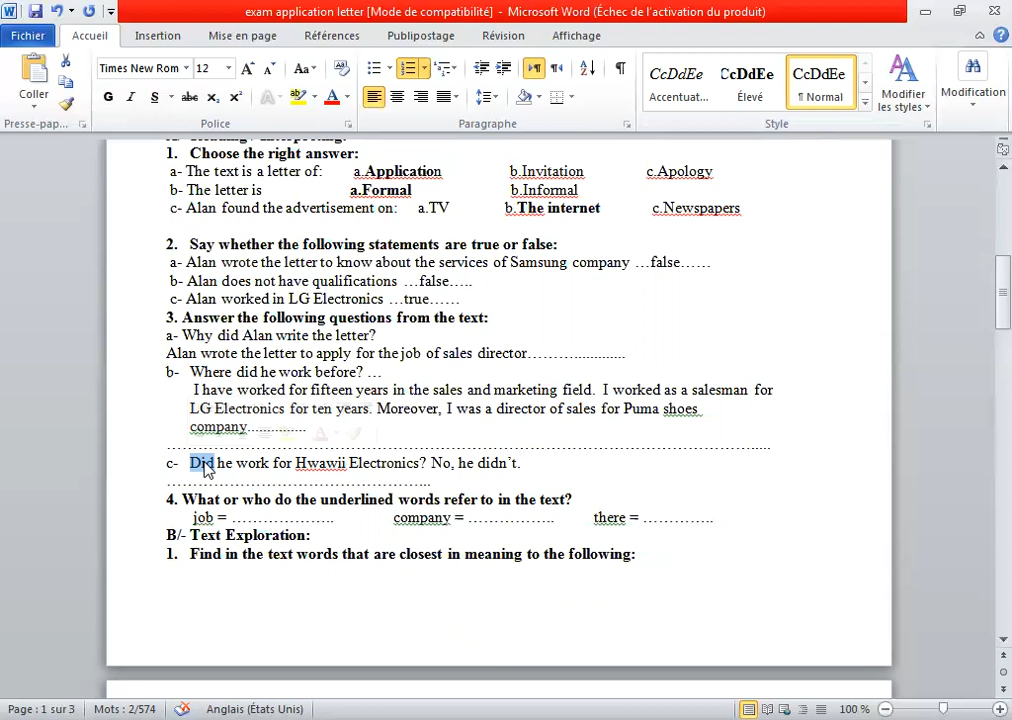 exam application letter [Mode de compatibilité] - Microsoft Word (Échec de l'activation du produit)
Fichier Accueil Insertion Mise en page Références Publipostage Révision Affichage
Coller
Times New Rom 12
G I S abc x₂ x² A ab A
CcDdEe CcDdEe CcDdEe
Accentuat... Élevé ¶ Normal
Modifier les styles
Modification
Presse-pap... Police Paragraphe Style
1. Choose the right answer:
a- The text is a letter of: a.Application b.Invitation c.Apology
b- The letter is a.Formal b.Informal
c- Alan found the advertisement on: a.TV b.The internet c.Newspapers
2. Say whether the following statements are true or false:
a- Alan wrote the letter to know about the services of Samsung company …false……
b- Alan does not have qualifications …false…..
c- Alan worked in LG Electronics …true……
3. Answer the following questions from the text:
a- Why did Alan write the letter?
Alan wrote the letter to apply for the job of sales director………............
b- Where did he work before? …
I have worked for fifteen years in the sales and marketing field. I worked as a salesman for
LG Electronics for ten years. Moreover, I was a director of sales for Puma shoes
company..............
…………………………………………………………………………………………………....
c- Did he work for Hwawii Electronics? No, he didn't.
…………………………………………..
4. What or who do the underlined words refer to in the text?
job = ……………….. company = …………….. there = ………….
B/- Text Exploration:
1. Find in the text words that are closest in meaning to the following:
Page : 1 sur 3 Mots : 2/574 Anglais (États Unis) 100 %